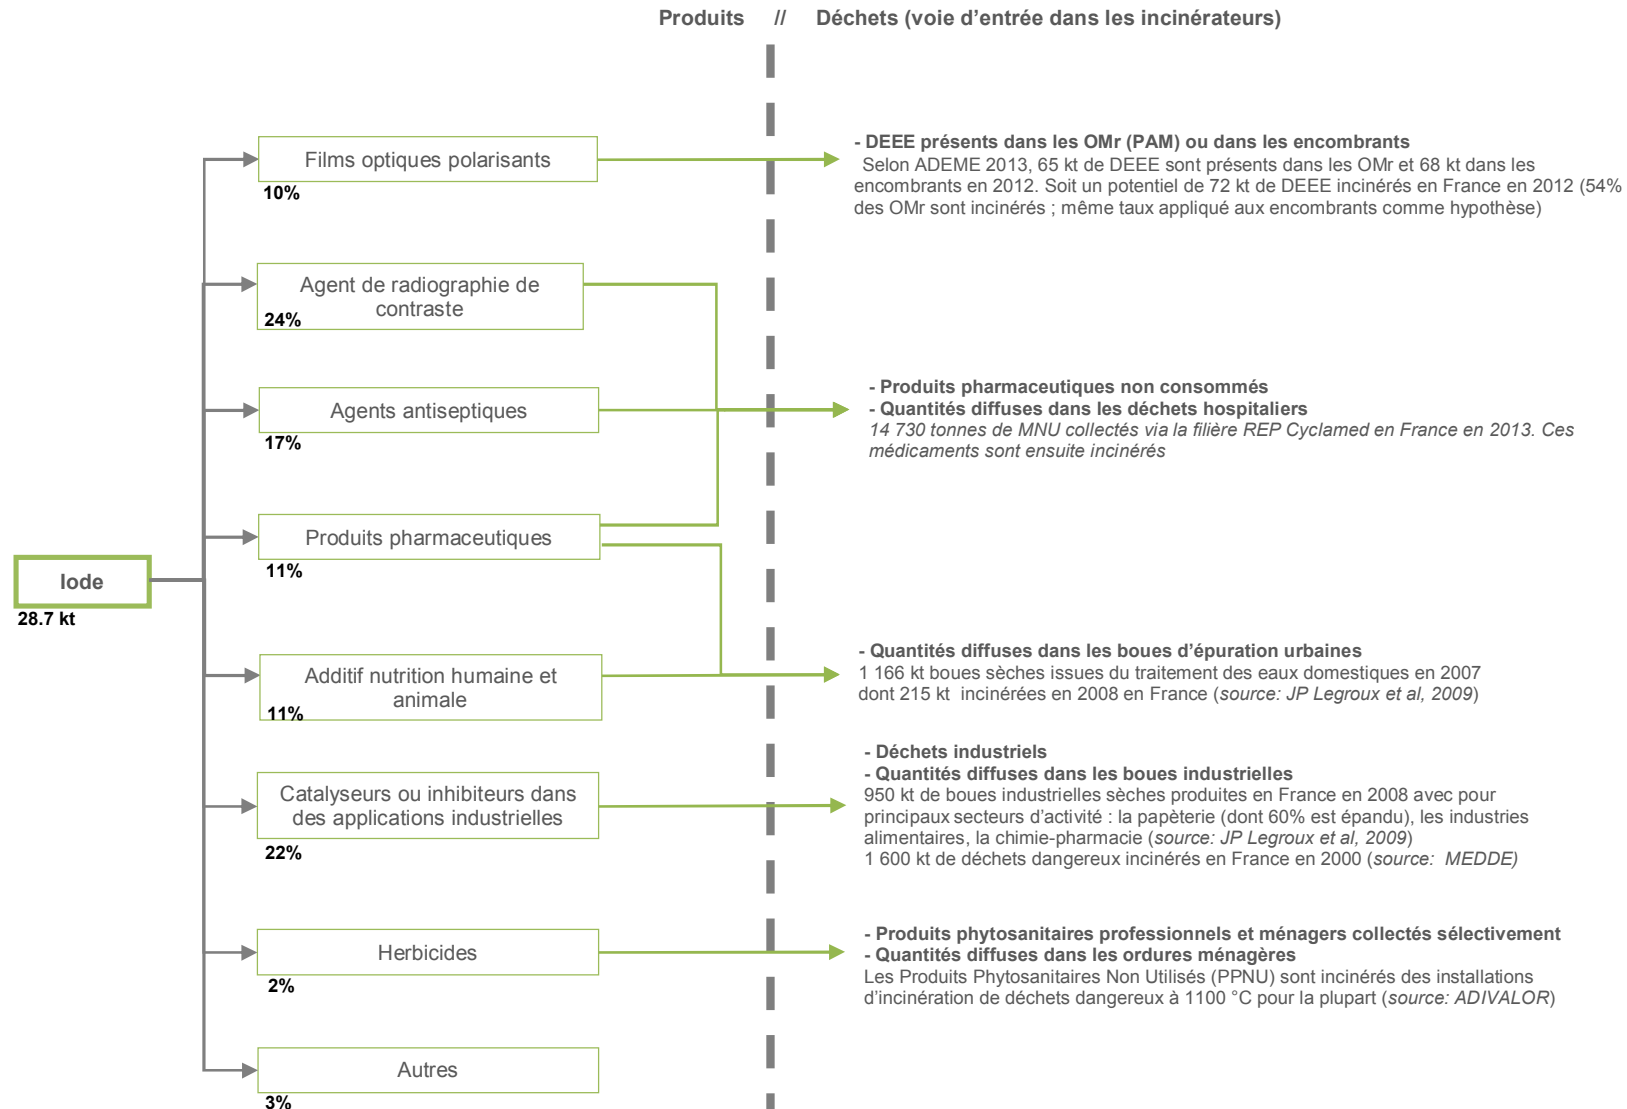 Produits // Déchets (voie d’entrée dans les incinérateurs)
Films optiques polarisants
10%
- DEEE présents dans les OMr (PAM) ou dans les encombrants
Selon ADEME 2013, 65 kt de DEEE sont présents dans les OMr et 68 kt dans les
encombrants en 2012. Soit un potentiel de 72 kt de DEEE incinérés en France en 2012 (54%
des OMr sont incinérés ; même taux appliqué aux encombrants comme hypothèse)
Agent de radiographie de
contraste
24%
Agents antiseptiques
17%
- Produits pharmaceutiques non consommés
- Quantités diffuses dans les déchets hospitaliers
14 730 tonnes de MNU collectés via la filière REP Cyclamed en France en 2013. Ces
médicaments sont ensuite incinérés
Produits pharmaceutiques
11%
Iode
28.7 kt
Additif nutrition humaine et
animale
11%
- Quantités diffuses dans les boues d’épuration urbaines
1 166 kt boues sèches issues du traitement des eaux domestiques en 2007
dont 215 kt incinérées en 2008 en France (source: JP Legroux et al, 2009)
Catalyseurs ou inhibiteurs dans
des applications industrielles
22%
- Déchets industriels
- Quantités diffuses dans les boues industrielles
950 kt de boues industrielles sèches produites en France en 2008 avec pour
principaux secteurs d’activité : la papèterie (dont 60% est épandu), les industries
alimentaires, la chimie-pharmacie (source: JP Legroux et al, 2009)
1 600 kt de déchets dangereux incinérés en France en 2000 (source: MEDDE)
Herbicides
2%
- Produits phytosanitaires professionnels et ménagers collectés sélectivement
- Quantités diffuses dans les ordures ménagères
Les Produits Phytosanitaires Non Utilisés (PPNU) sont incinérés des installations
d’incinération de déchets dangereux à 1100 °C pour la plupart (source: ADIVALOR)
Autres
3%